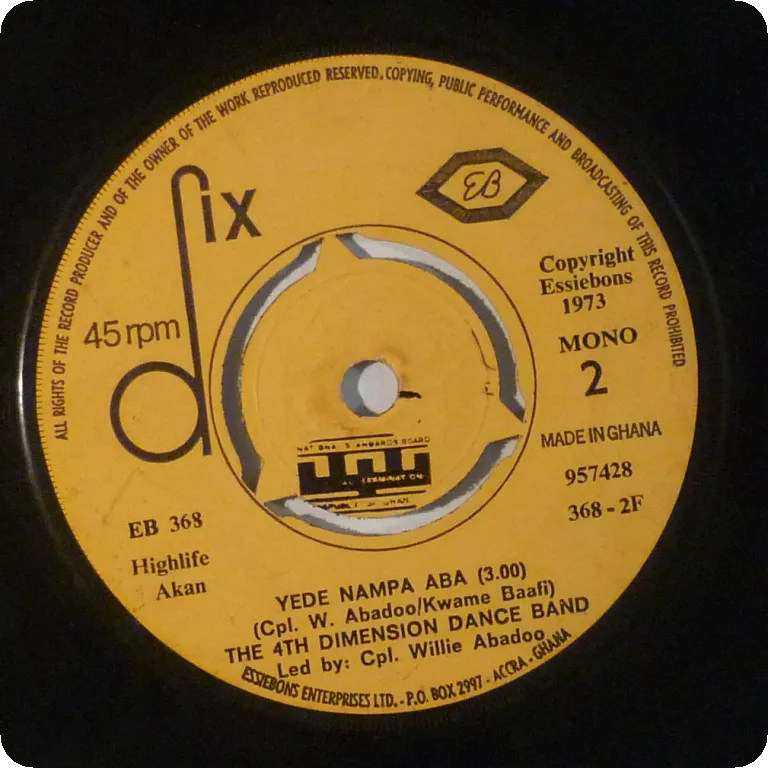 ALL RIGHTS OF THE RECORD PRODUCER AND OF THE OWNER OF THE WORK REPRODUCED RESERVED. COPYING, PUBLIC PERFORMANCE AND BROADCASTING OF THIS RECORD PROHIBITED
dix
EB
45 rpm
Copyright
Essiebons
1973
MONO
2
MADE IN GHANA
957428
368 - 2F
EB 368
Highlife
Akan
YEDE NAMPA ABA (3.00)
(Cpl. W. Abadoo/Kwame Baafi)
THE 4TH DIMENSION DANCE BAND
Led by: Cpl. Willie Abadoo
ESSIEBONS ENTERPRISES LTD. - P.O. BOX 2997 - ACCRA - GHANA